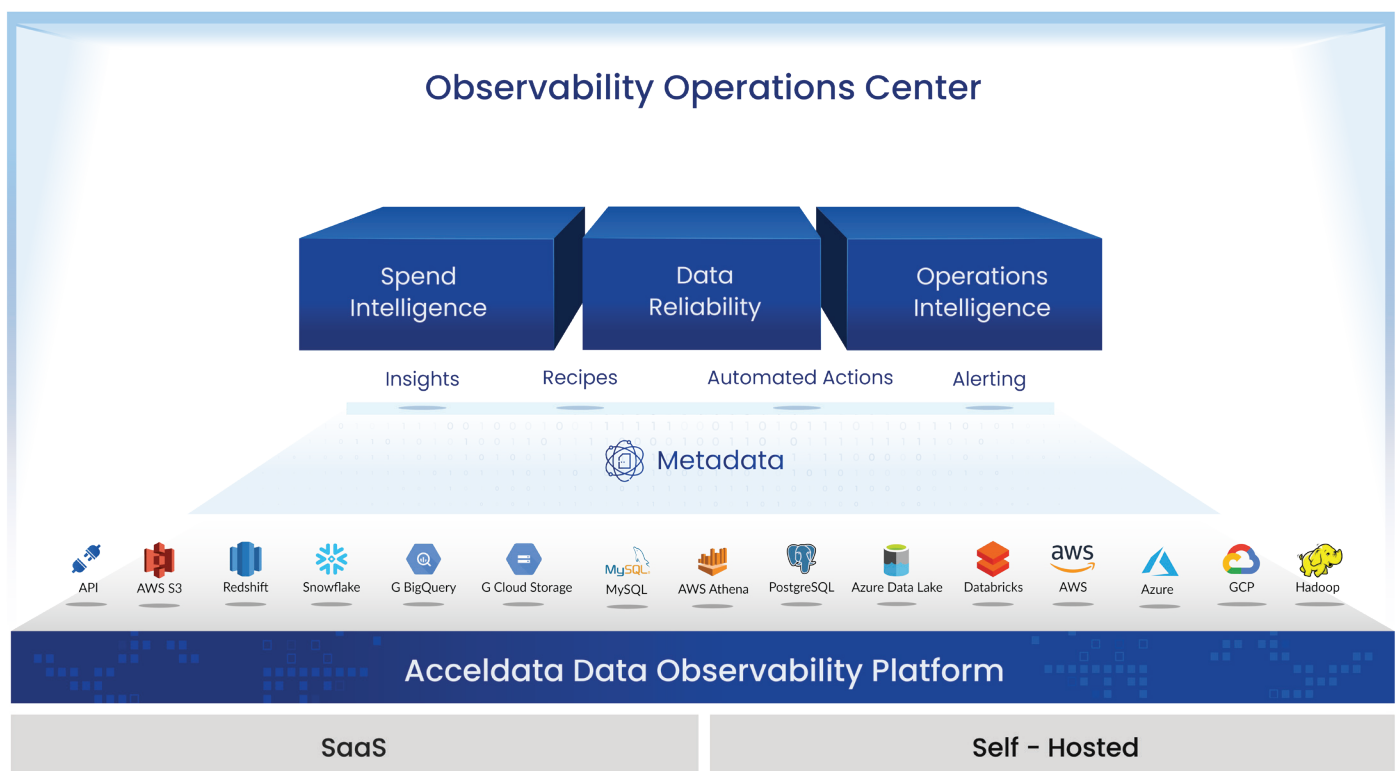 Observability Operations Center
Spend
Intelligence
Data
Reliability
Operations
Intelligence
Insights
Recipes
Automated Actions
Alerting
Metadata
aws
MySQL
API
AWS S3
Redshift
Snowflake
G BigQuery
G Cloud Storage
MySQL
AWS Athena
PostgreSQL
Azure Data Lake
Databricks
AWS
Azure
GCP
Hadoop
Acceldata Data Observability Platform
SaaS
Self - Hosted